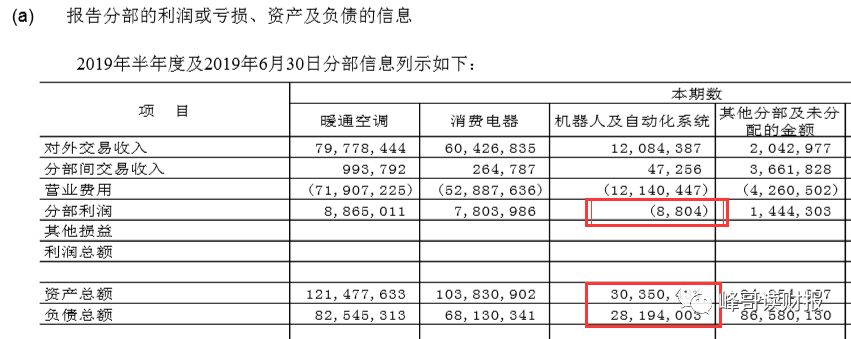 (a) 报告分部的利润或亏损、资产及负债的信息
2019年半年度及2019年6月30日分部信息列示如下：
项 目 本期数
暖通空调 消费电器 机器人及自动化系统 其他分部及未分配的金额
对外交易收入 79,778,444 60,426,835 12,084,387 2,042,977
分部间交易收入 993,792 264,787 47,256 3,661,828
营业费用 (71,907,225) (52,887,636) (12,140,447) (4,260,502)
分部利润 8,865,011 7,803,986 (8,804) 1,444,303
其他损益
利润总额
资产总额 121,477,633 103,830,902 30,350,
负债总额 82,545,313 68,130,341 28,194,003 86,580,130
峰哥说财报